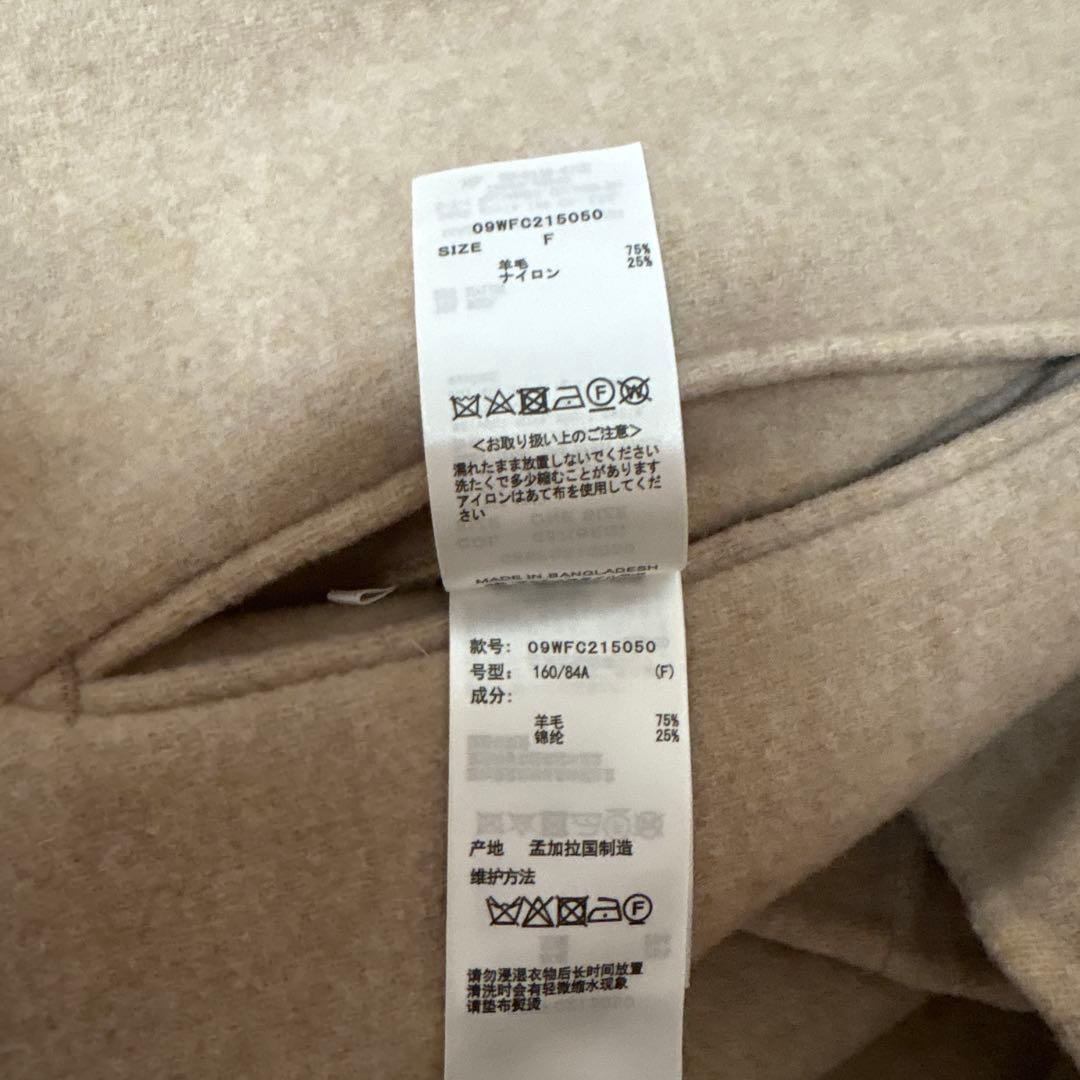 09WFC215050
SIZE F
羊毛 75%
ナイロン 25%
F
W
<お取り扱い上のご注意>
濡れたまま放置しないでください
洗たくで多少縮むことがあります
アイロンはあて布を使用してくだ
さい
MADE IN BANGLADESH
款号: 09WFC215050
号型: 160/84A (F)
成分:
羊毛 75%
锦纶 25%
产地 孟加拉国制造
维护方法
F
请勿浸湿衣物后长时间放置
清洗时会有轻微缩水现象
请垫布熨烫